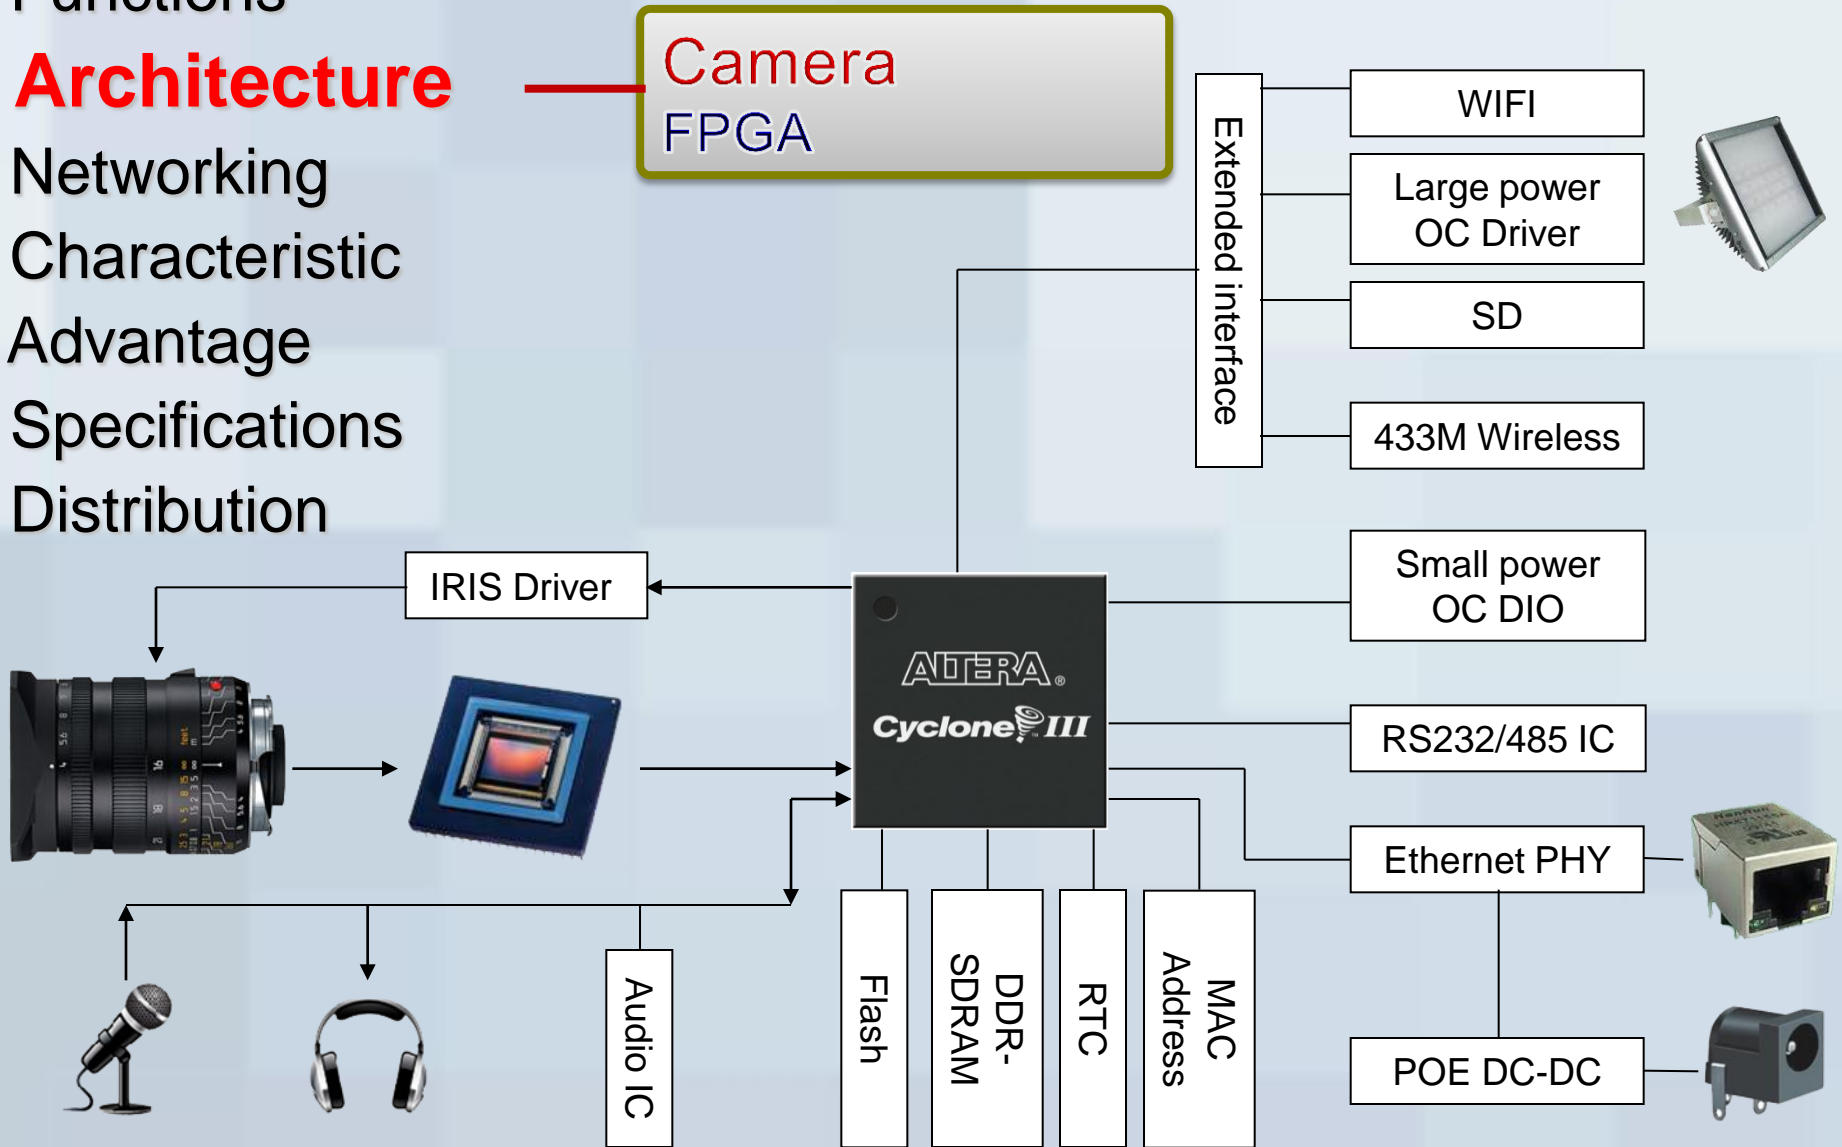 Functions
Architecture
Networking
Characteristic
Advantage
Specifications
Distribution
Camera
FPGA
Extended interface
WIFI
Large power
OC Driver
SD
433M Wireless
Small power
OC DIO
IRIS Driver
ALTERA®
Cyclone III
RS232/485 IC
Ethernet PHY
POE DC-DC
Audio IC
Flash
DDR-
SDRAM
RTC
MAC
Address